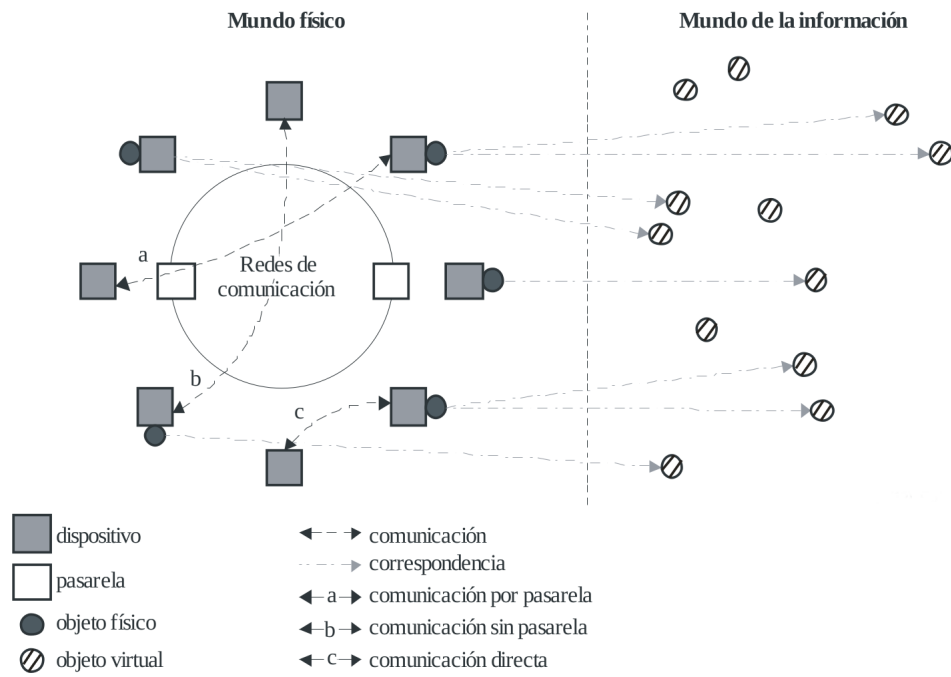 Mundo físico
Mundo de la información
a
Redes de
comunicación
b
c
dispositivo
pasarela
objeto físico
objeto virtual
comunicación
correspondencia
a comunicación por pasarela
b comunicación sin pasarela
c comunicación directa